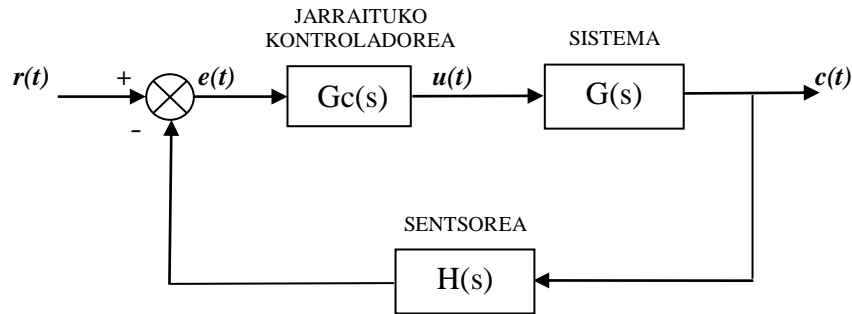 JARRAITUKO
KONTROLADOREA
SISTEMA
r(t)
+
e(t)
Gc(s)
u(t)
G(s)
c(t)
-
SENTSOREA
H(s)